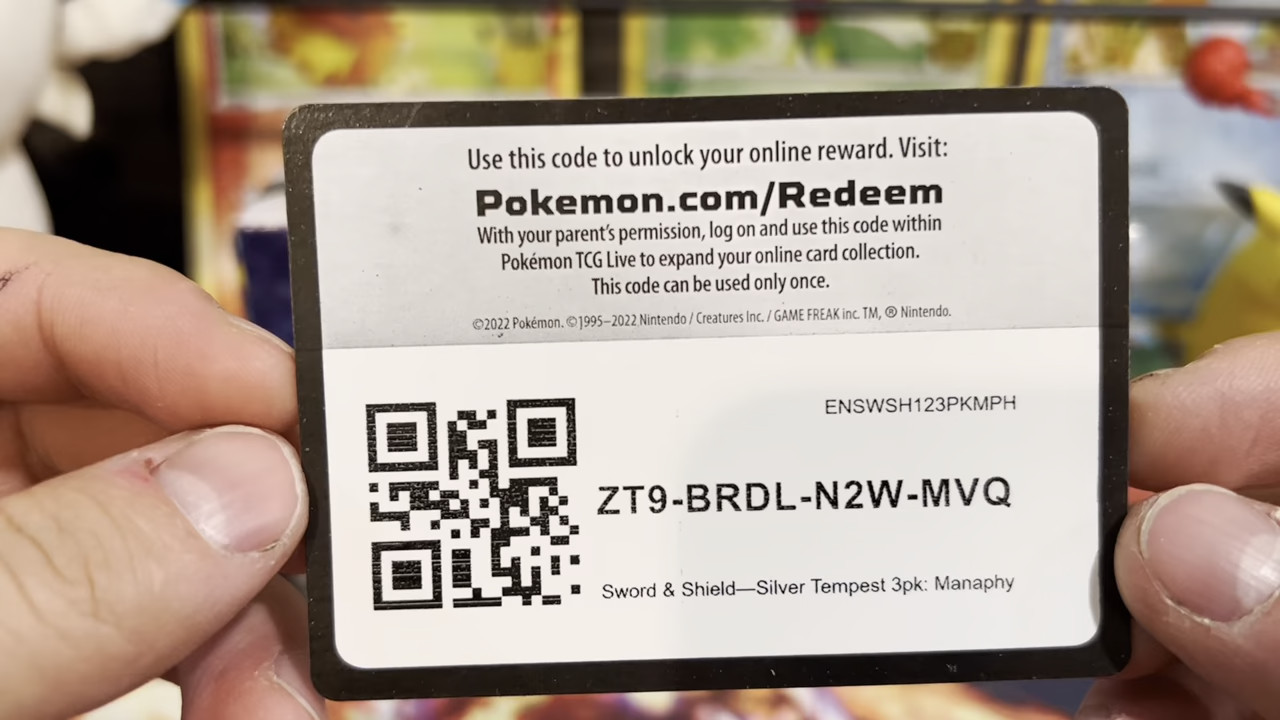 Use this code to unlock your online reward. Visit:
Pokemon.com/Redeem
With your parent's permission, log on and use this code within
Pokémon TCG Live to expand your online card collection.
This code can be used only once.
©2022 Pokémon. ©1995–2022 Nintendo / Creatures Inc. / GAME FREAK inc. TM, ® Nintendo.
ENSWSH123PKMPH
ZT9-BRDL-N2W-MVQ
Sword & Shield—Silver Tempest 3pk: Manaphy